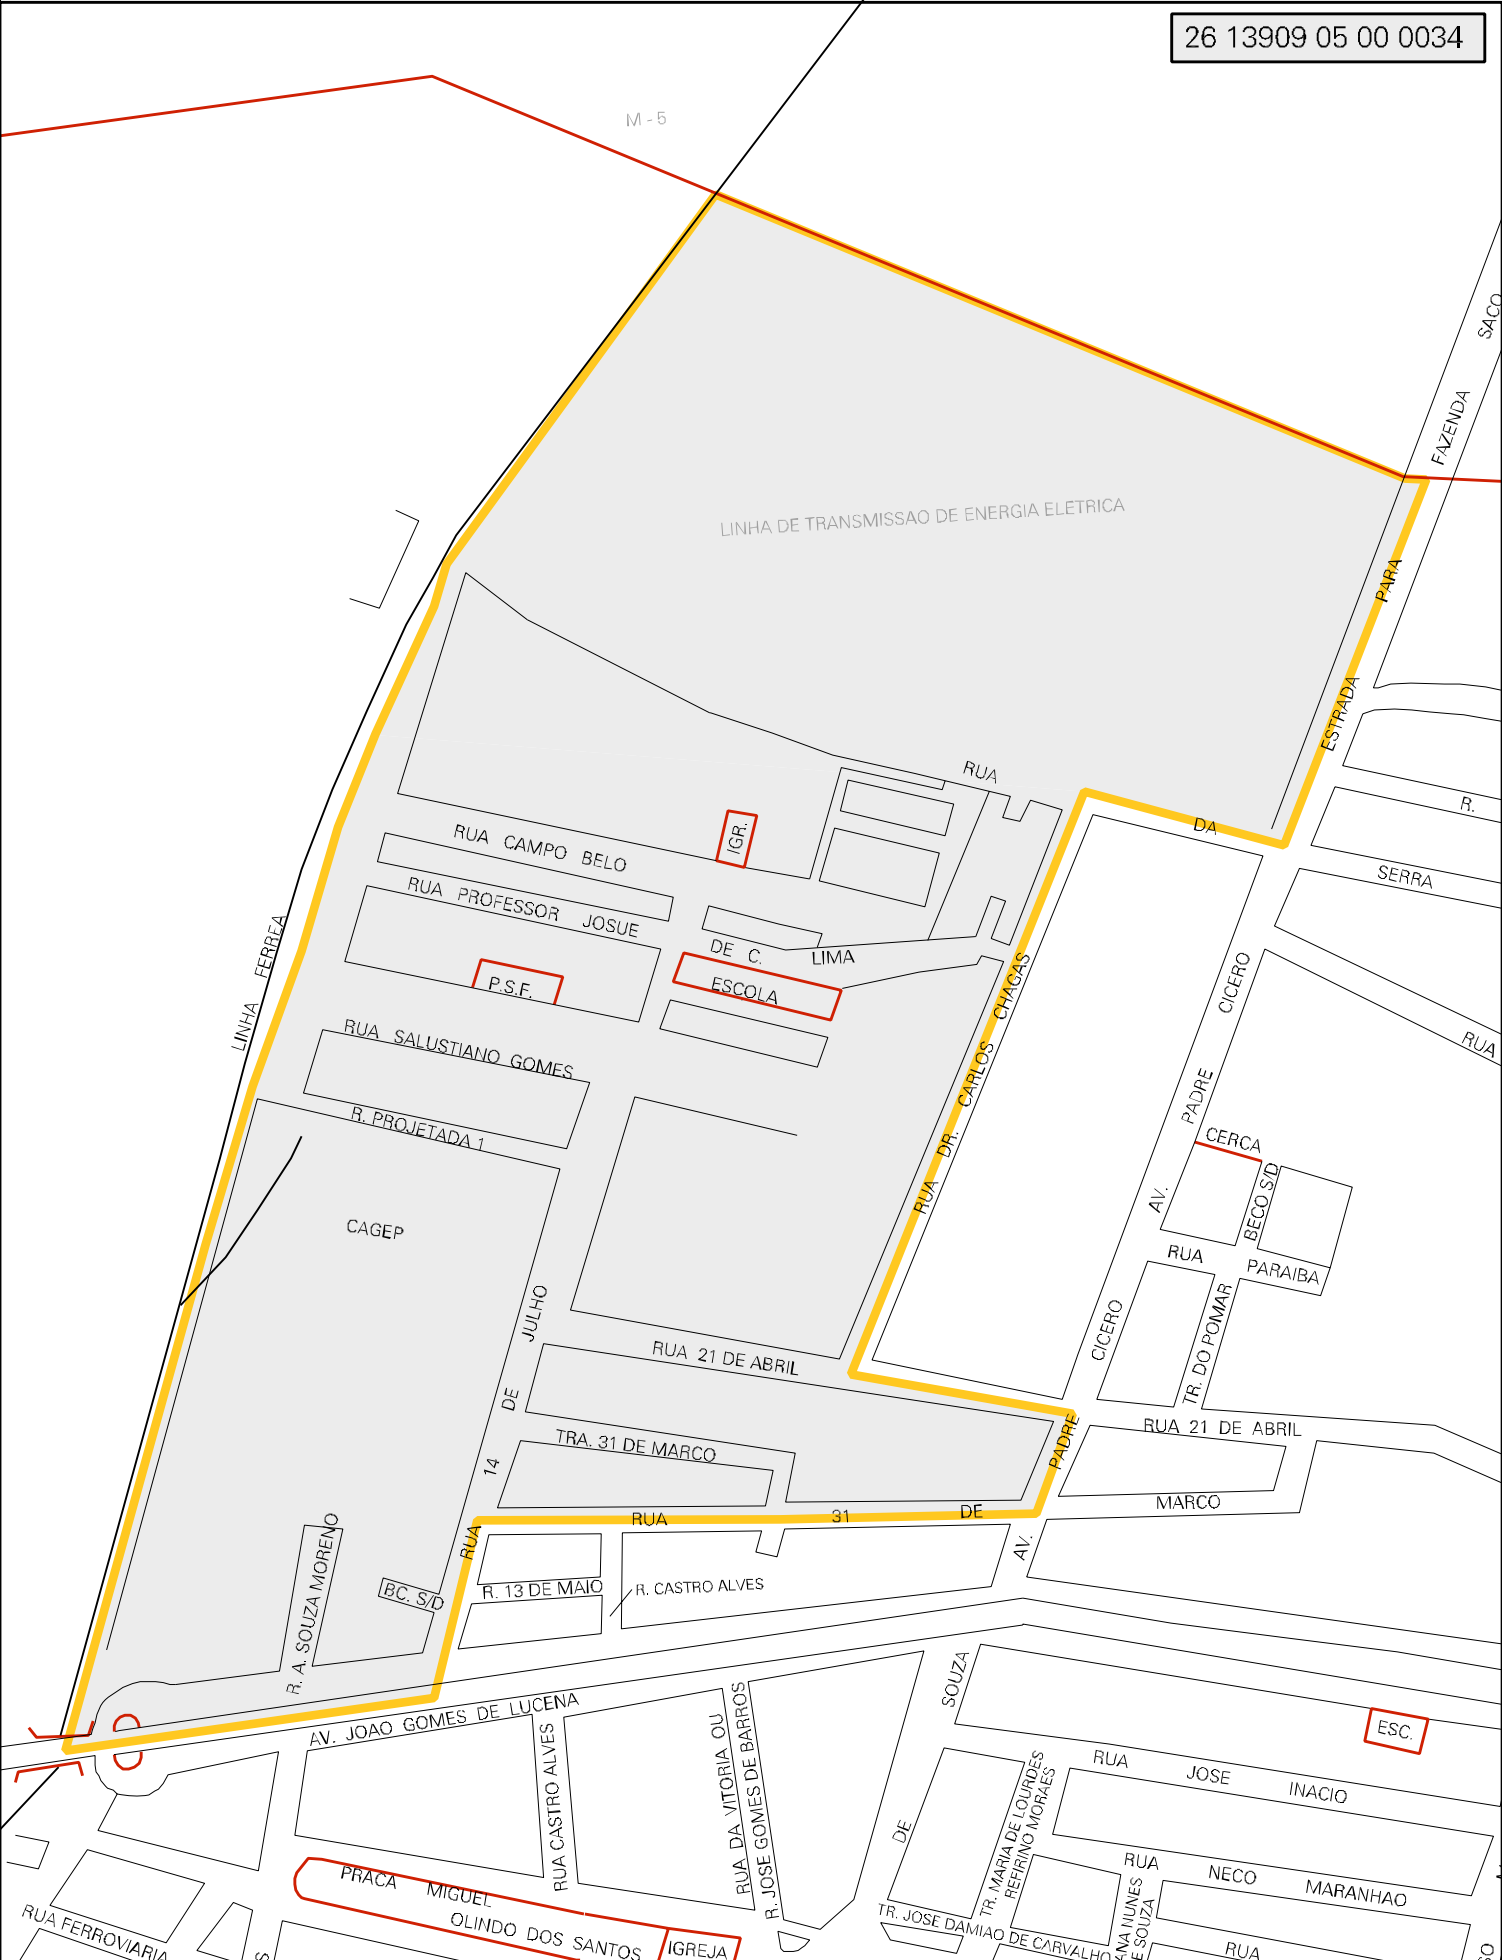 26 13909 05 00 0034
M - 5
SACO
FAZENDA
LINHA DE TRANSMISSAO DE ENERGIA ELETRICA
PARA
ESTRADA
RUA
DA
R.
SERRA
IGR.
RUA CAMPO BELO
RUA PROFESSOR JOSUE
DE C. LIMA
LINHA FERREA
P.S.F.
ESCOLA
RUA DR. CARLOS CHAGAS
AV. PADRE CICERO
RUA
RUA SALUSTIANO GOMES
R. PROJETADA 1
CERCA
BECO S/D
CAGEP
RUA
PARAIBA
TR. DO POMAR
CICERO
RUA 14 DE JULHO
RUA 21 DE ABRIL
RUA 21 DE ABRIL
PADRE
TRA. 31 DE MARCO
RUA 31 DE
MARCO
AV.
R. A. SOUZA MORENO
BC. S/D
R. 13 DE MAIO
R. CASTRO ALVES
AV. JOAO GOMES DE LUCENA
SOUZA
DE
ESC.
RUA CASTRO ALVES
RUA DA VITORIA OU
R. JOSE GOMES DE BARROS
RUA JOSE INACIO
TR. MARIA DE LOURDES
REFIRINO MORAES
RUA NECO MARANHAO
PRACA MIGUEL
OLINDO DOS SANTOS
IGREJA
TR. JOSE DAMIAO DE CARVALHO
ANA NUNES
E SOUZA
RUA
RUA FERROVIARIA